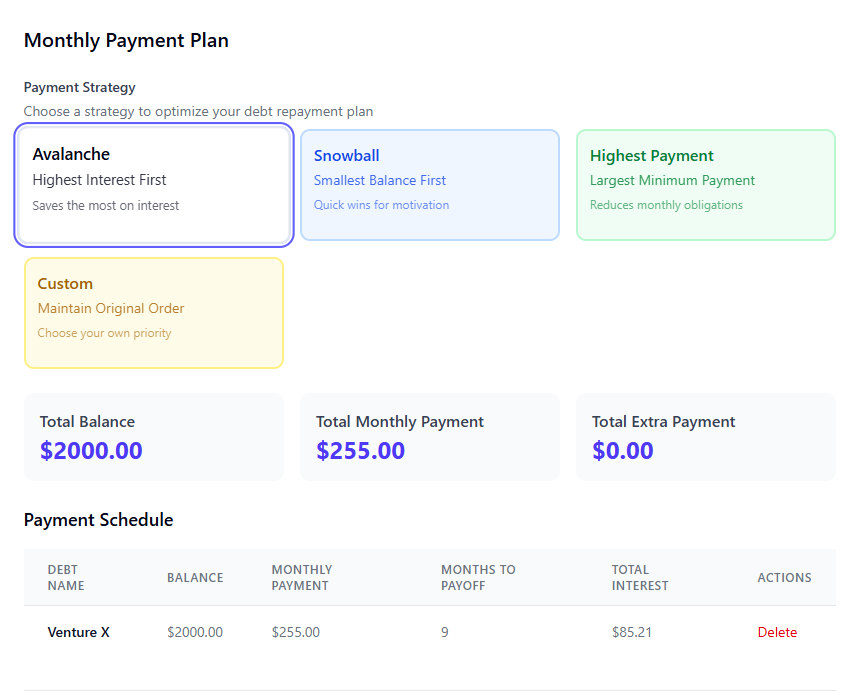 Monthly Payment Plan
Payment Strategy
Choose a strategy to optimize your debt repayment plan
Avalanche
Highest Interest First
Saves the most on interest
Snowball
Smallest Balance First
Quick wins for motivation
Highest Payment
Largest Minimum Payment
Reduces monthly obligations
Custom
Maintain Original Order
Choose your own priority
Total Balance
$2000.00
Total Monthly Payment
$255.00
Total Extra Payment
$0.00
Payment Schedule
DEBT
NAME
BALANCE
MONTHLY
PAYMENT
MONTHS TO
PAYOFF
TOTAL
INTEREST
ACTIONS
Venture X
$2000.00
$255.00
9
$85.21
Delete